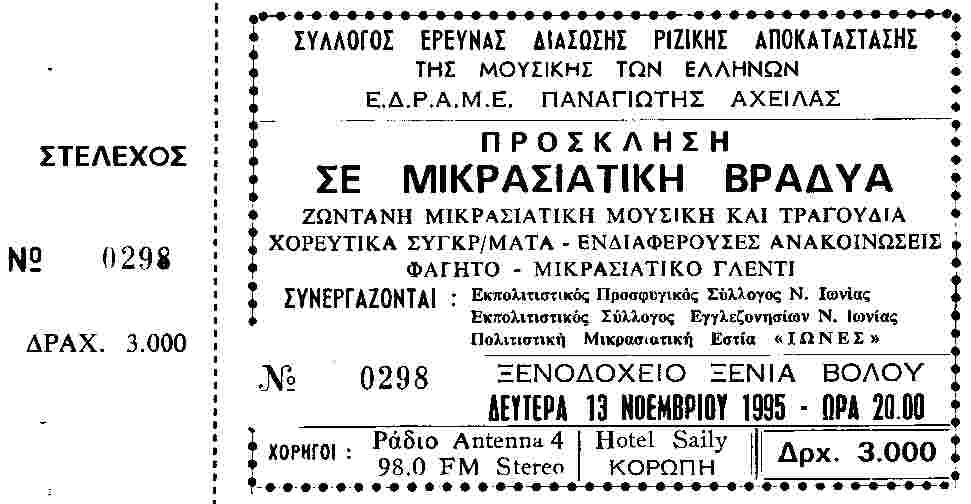 ΣΤΕΛΕΧΟΣ
Νº 0298
ΔΡΑΧ. 3.000
ΣΥΛΛΟΓΟΣ ΕΡΕΥΝΑΣ ΔΙΑΣΩΣΗΣ ΡΙΖΙΚΗΣ ΑΠΟΚΑΤΑΣΤΑΣΗΣ
ΤΗΣ ΜΟΥΣΙΚΗΣ ΤΩΝ ΕΛΛΗΝΩΝ
Ε.Δ.Ρ.Α.Μ.Ε. ΠΑΝΑΓΙΩΤΗΣ ΑΧΕΙΛΑΣ
ΠΡΟΣΚΛΗΣΗ
ΣΕ ΜΙΚΡΑΣΙΑΤΙΚΗ ΒΡΑΔΥΑ
ΖΩΝΤΑΝΗ ΜΙΚΡΑΣΙΑΤΙΚΗ ΜΟΥΣΙΚΗ ΚΑΙ ΤΡΑΓΟΥΔΙΑ
ΧΟΡΕΥΤΙΚΑ ΣΥΓΚΡ/ΜΑΤΑ - ΕΝΔΙΑΦΕΡΟΥΣΕΣ ΑΝΑΚΟΙΝΩΣΕΙΣ
ΦΑΓΗΤΟ - ΜΙΚΡΑΣΙΑΤΙΚΟ ΓΛΕΝΤΙ
ΣΥΝΕΡΓΑΖΟΝΤΑΙ : Εκπολιτιστικός Προσφυγικός Σύλλογος Ν. Ιωνίας
Εκπολιτιστικός Σύλλογος Εγγλεζονησίων Ν. Ιωνίας
Πολιτιστική Μικρασιατική Εστία «ΙΩΝΕΣ»
Νº 0298 ΞΕΝΟΔΟΧΕΙΟ ΞΕΝΙΑ ΒΟΛΟΥ
ΔΕΥΤΕΡΑ 13 ΝΟΕΜΒΡΙΟΥ 1995 - ΩΡΑ 20.00
ΧΟΡΗΓΟΙ : Ράδιο Antenna 4
98.0 FM Stereo
Hotel Saily
ΚΟΡΩΠΗ
Δρχ. 3.000